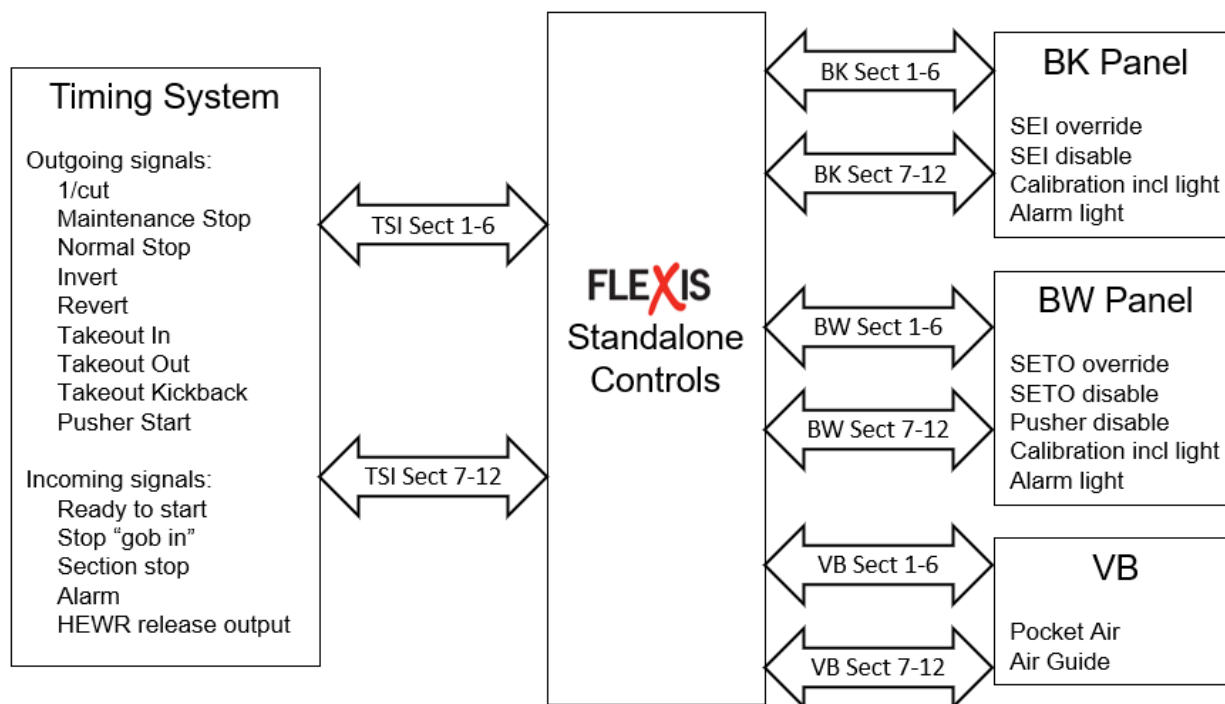 Timing System
Outgoing signals:
1/cut
Maintenance Stop
Normal Stop
Invert
Revert
Takeout In
Takeout Out
Takeout Kickback
Pusher Start
Incoming signals:
Ready to start
Stop “gob in”
Section stop
Alarm
HEWR release output
TSI Sect 1-6
TSI Sect 7-12
FLEXIS
Standalone
Controls
BK Sect 1-6
BK Sect 7-12
BW Sect 1-6
BW Sect 7-12
VB Sect 1-6
VB Sect 7-12
BK Panel
SEI override
SEI disable
Calibration incl light
Alarm light
BW Panel
SETO override
SETO disable
Pusher disable
Calibration incl light
Alarm light
VB
Pocket Air
Air Guide